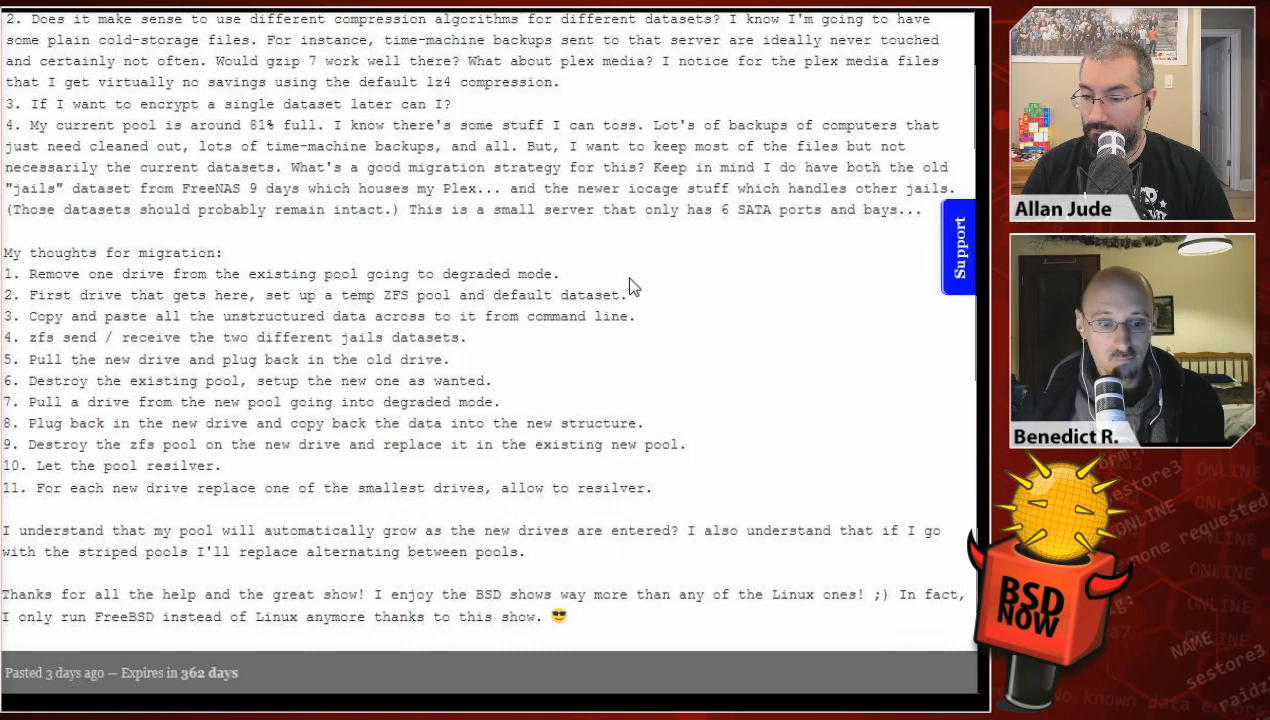 2. Does it make sense to use different compression algorithms for different datasets? I know I'm going to have
some plain cold-storage files. For instance, time-machine backups sent to that server are ideally never touched
and certainly not often. Would gzip 7 work well there? What about plex media? I notice for the plex media files
that I get virtually no savings using the default lz4 compression.
3. If I want to encrypt a single dataset later can I?
4. My current pool is around 81% full. I know there's some stuff I can toss. Lot's of backups of computers that
just need cleaned out, lots of time-machine backups, and all. But, I want to keep most of the files but not
necessarily the current datasets. What's a good migration strategy for this? Keep in mind I do have both the old
"jails" dataset from FreeNAS 9 days which houses my Plex... and the newer iocage stuff which handles other jails.
(Those datasets should probably remain intact.) This is a small server that only has 6 SATA ports and bays...
My thoughts for migration:
1. Remove one drive from the existing pool going to degraded mode.
2. First drive that gets here, set up a temp ZFS pool and default dataset.
3. Copy and paste all the unstructured data across to it from command line.
4. zfs send / receive the two different jails datasets.
5. Pull the new drive and plug back in the old drive.
6. Destroy the existing pool, setup the new one as wanted.
7. Pull a drive from the new pool going into degraded mode.
8. Plug back in the new drive and copy back the data into the new structure.
9. Destroy the zfs pool on the new drive and replace it in the existing new pool.
10. Let the pool resilver.
11. For each new drive replace one of the smallest drives, allow to resilver.
I understand that my pool will automatically grow as the new drives are entered? I also understand that if I go
with the striped pools I'll replace alternating between pools.
Thanks for all the help and the great show! I enjoy the BSD shows way more than any of the Linux ones! ;) In fact,
I only run FreeBSD instead of Linux anymore thanks to this show. 😎
Pasted 3 days ago — Expires in 362 days
Support
Allan Jude
Benedict R.
BSD
NOW
ONLINE
sestore3
ONLINE
none requested
ONLINE
ONLINE
NAME
sestore3
raidz
No known data errors